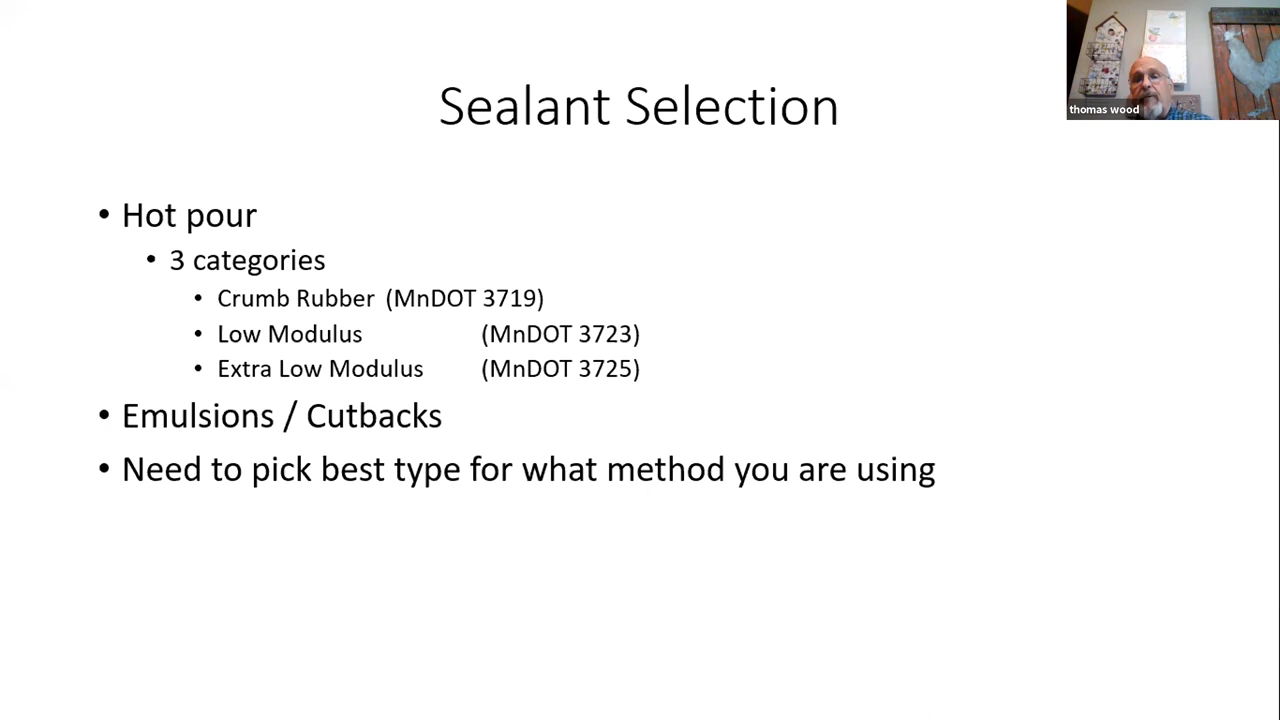 Sealant Selection
thomas wood
• Hot pour
• 3 categories
• Crumb Rubber (MnDOT 3719)
• Low Modulus (MnDOT 3723)
• Extra Low Modulus (MnDOT 3725)
• Emulsions / Cutbacks
• Need to pick best type for what method you are using